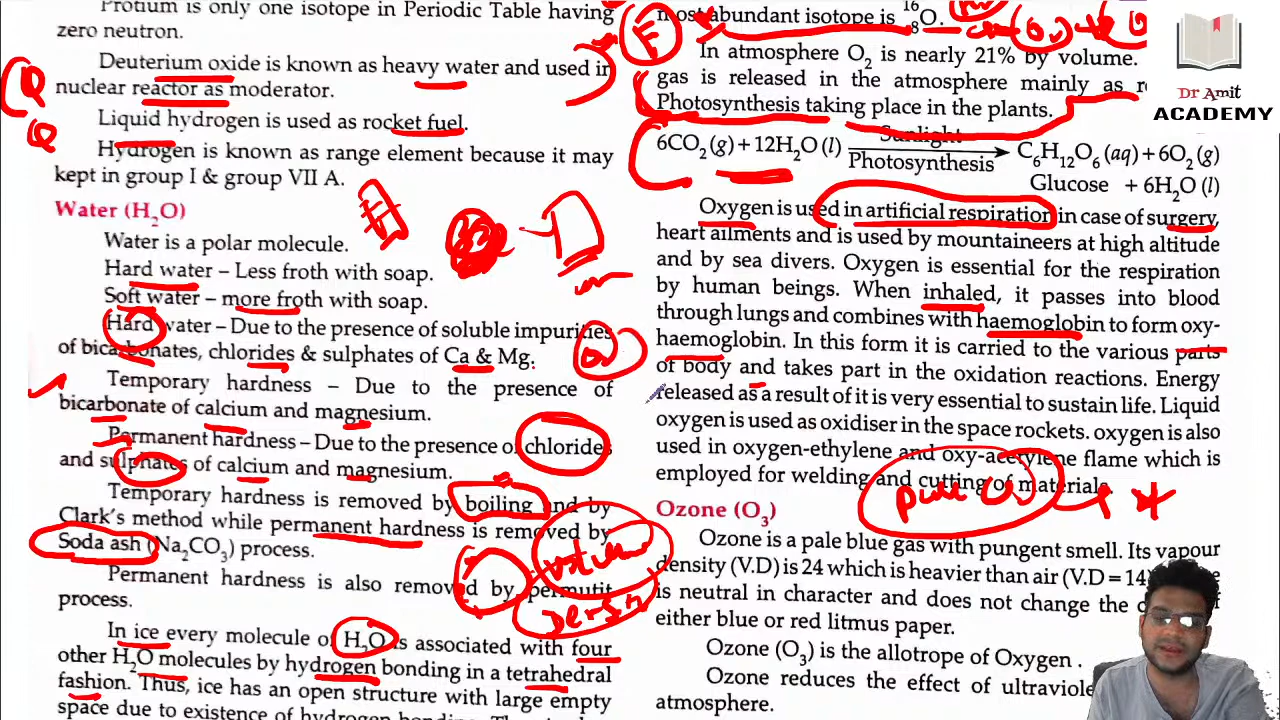 Protium is only one isotope in Periodic Table having
zero neutron.
Deuterium oxide is known as heavy water and used in
nuclear reactor as moderator.
Liquid hydrogen is used as rocket fuel.
Hydrogen is known as range element because it may
kept in group I & group VII A.
Water (H₂O)
Water is a polar molecule.
Hard water – Less froth with soap.
Soft water – more froth with soap.
Hard water – Due to the presence of soluble impurities
of bicarbonates, chlorides & sulphates of Ca & Mg.
Temporary hardness – Due to the presence of
bicarbonate of calcium and magnesium.
Permanent hardness – Due to the presence of chlorides
and sulphates of calcium and magnesium.
Temporary hardness is removed by boiling and by
Clark's method while permanent hardness is removed by
Soda ash (Na₂CO₃) process.
Permanent hardness is also removed by permutit
process.
In ice every molecule of H₂O is associated with four
other H₂O molecules by hydrogen bonding in a tetrahedral
fashion. Thus, ice has an open structure with large empty
space due to existence of hydrogen bonding.
most abundant isotope is ¹⁶₈O.
In atmosphere O₂ is nearly 21% by volume.
gas is released in the atmosphere mainly as
Photosynthesis taking place in the plants.
6CO₂(g) + 12H₂O(l) Sunlight Photosynthesis → C₆H₁₂O₆(aq) + 6O₂(g)
Glucose + 6H₂O(l)
Oxygen is used in artificial respiration in case of surgery,
heart ailments and is used by mountaineers at high altitude
and by sea divers. Oxygen is essential for the respiration
by human beings. When inhaled, it passes into blood
through lungs and combines with haemoglobin to form oxy-
haemoglobin. In this form it is carried to the various parts
of body and takes part in the oxidation reactions. Energy
released as a result of it is very essential to sustain life. Liquid
oxygen is used as oxidiser in the space rockets. oxygen is also
used in oxygen-ethylene and oxy-acetylene flame which is
employed for welding and cutting of materials.
Ozone (O₃)
Ozone is a pale blue gas with pungent smell. Its vapour
density (V.D) is 24 which is heavier than air (V.D = 14)
is neutral in character and does not change the
either blue or red litmus paper.
Ozone (O₃) is the allotrope of Oxygen .
Ozone reduces the effect of
atmosphere.
Dr Amit
ACADEMY